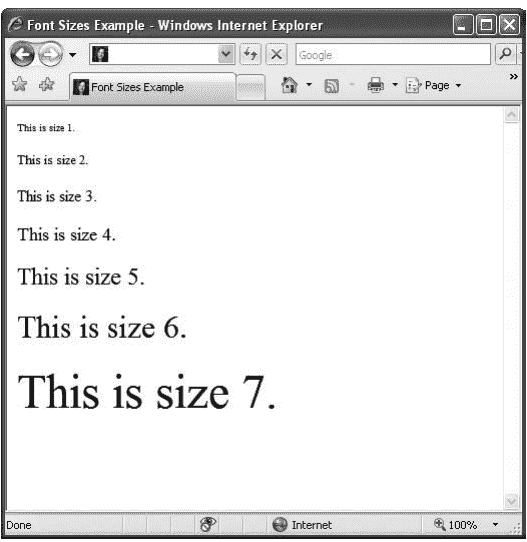 Font Sizes Example - Windows Internet Explorer
Google
Font Sizes Example
Page
This is size 1.
This is size 2.
This is size 3.
This is size 4.
This is size 5.
This is size 6.
This is size 7.
Done Internet 100%